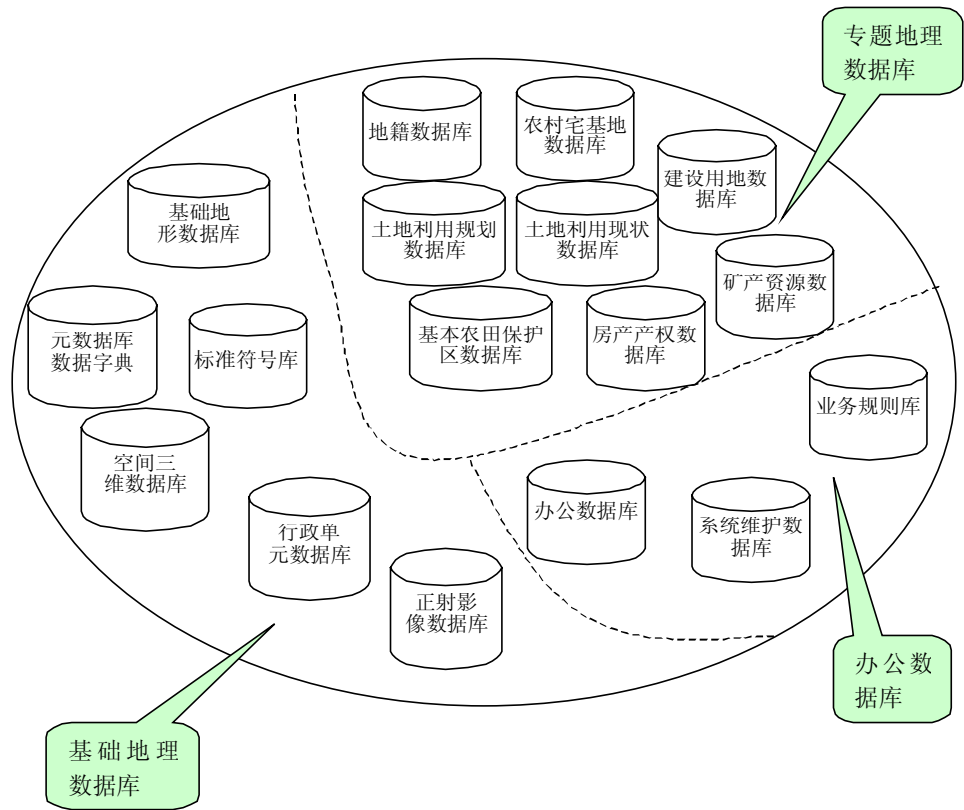 专题地理
数据库
地籍数据库
农村宅基地
数据库
建设用地数
据库
基础地
形数据库
土地利用规划
数据库
土地利用现状
数据库
矿产资源数
据库
元数据库
数据字典
标准符号库
基本农田保护
区数据库
房产产权数
据库
业务规则库
空间三
维数据库
办公数据库
系统维护数
据库
行政单
元数据库
正射影
像数据库
办公数
据库
基础地理
数据库